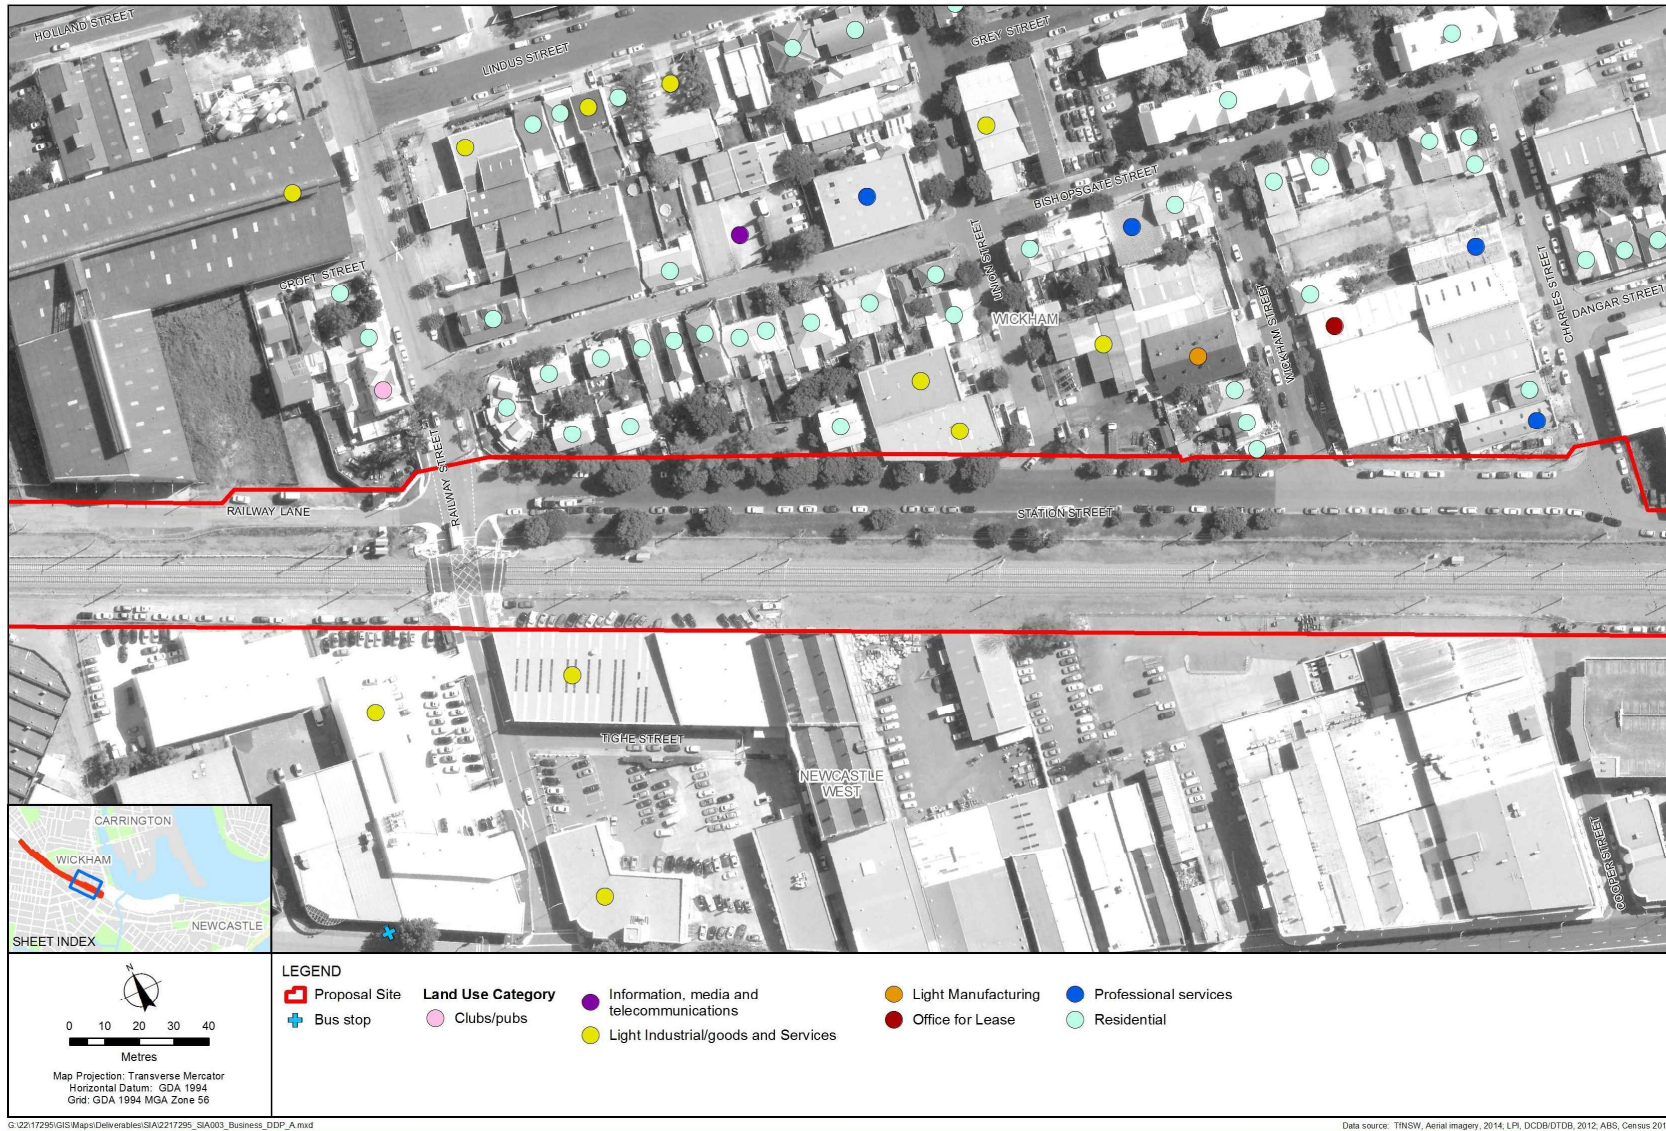 HOLLAND STREET
LINDUS STREET
GREY STREET
BISHOPSGATE STREET
CROFT STREET
UNION STREET
WICKHAM
WICKHAM STREET
CHARLES STREET
DANGAR STREET
RAILWAY STREET
RAILWAY LANE
STATION STREET
TIGHE STREET
NEWCASTLE
WEST
COOPER STREET
CARRINGTON
WICKHAM
NEWCASTLE
SHEET INDEX
N
0 10 20 30 40
Metres
Map Projection: Transverse Mercator
Horizontal Datum: GDA 1994
Grid: GDA 1994 MGA Zone 56
LEGEND
Proposal Site
Bus stop
Land Use Category
Clubs/pubs
Information, media and
telecommunications
Light Industrial/goods and Services
Light Manufacturing
Office for Lease
Professional services
Residential
G:\22\17295\GIS\Maps\Deliverables\SIA\2217295_SIA003_Business_DDP_A.mxd
Data source: TfNSW, Aerial imagery, 2014; LPI, DCDB/DTDB, 2012; ABS, Census 201